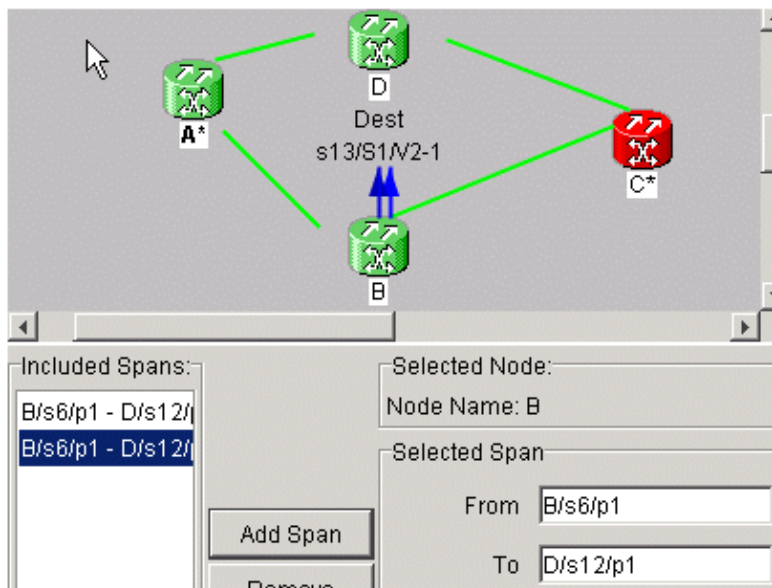 D
A*
Dest
s13/S1/V2-1
C*
B
Included Spans:
B/s6/p1 - D/s12/
B/s6/p1 - D/s12/
Add Span
Remove
Selected Node:
Node Name: B
Selected Span
From B/s6/p1
To D/s12/p1